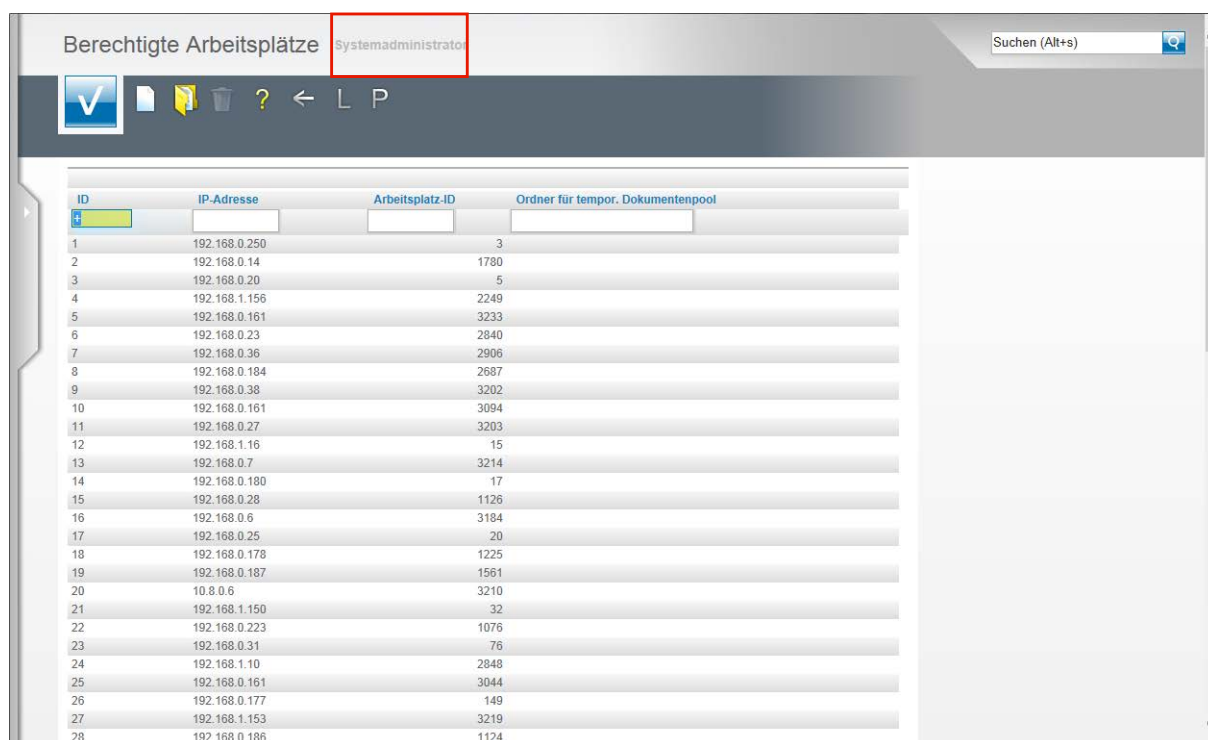 Berechtigte Arbeitsplätze Systemadministrator Suchen (Alt+s)
? ← L P
ID IP-Adresse Arbeitsplatz-ID Ordner für tempor. Dokumentenpool
+
1 192.168.0.250 3
2 192.168.0.14 1780
3 192.168.0.20 5
4 192.168.1.156 2249
5 192.168.0.161 3233
6 192.168.0.23 2840
7 192.168.0.36 2906
8 192.168.0.184 2687
9 192.168.0.38 3202
10 192.168.0.161 3094
11 192.168.0.27 3203
12 192.168.1.16 15
13 192.168.0.7 3214
14 192.168.0.180 17
15 192.168.0.28 1126
16 192.168.0.6 3184
17 192.168.0.25 20
18 192.168.0.178 1225
19 192.168.0.187 1561
20 10.8.0.6 3210
21 192.168.1.150 32
22 192.168.0.223 1076
23 192.168.0.31 76
24 192.168.1.10 2848
25 192.168.0.161 3044
26 192.168.0.177 149
27 192.168.1.153 3219
28 192.168.0.186 1124